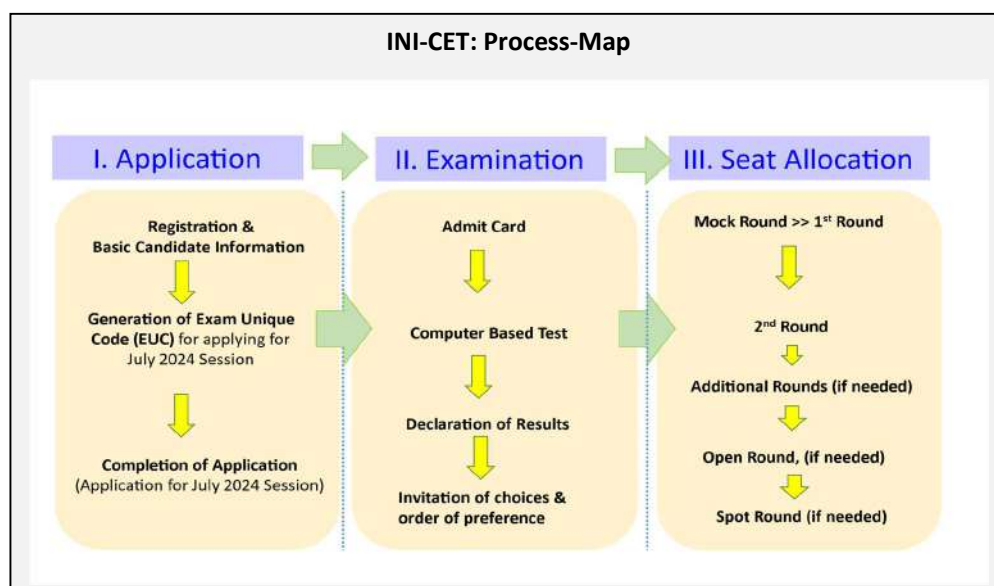 INI-CET: Process-Map
I. Application
Registration &
Basic Candidate Information
Generation of Exam Unique
Code (EUC) for applying for
July 2024 Session
Completion of Application
(Application for July 2024 Session)
II. Examination
Admit Card
Computer Based Test
Declaration of Results
Invitation of choices &
order of preference
III. Seat Allocation
Mock Round >> 1st Round
2nd Round
Additional Rounds (if needed)
Open Round, (if needed)
Spot Round (if needed)